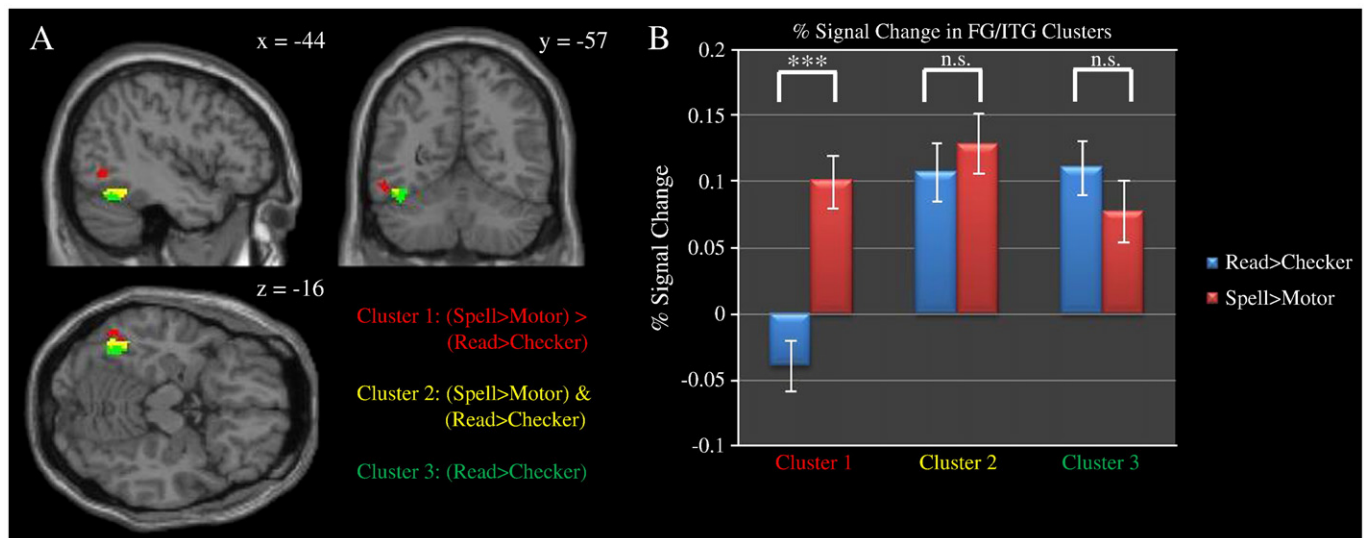 A
x = -44
y = -57
z = -16
Cluster 1: (Spell>Motor) >
(Read>Checker)
Cluster 2: (Spell>Motor) &
(Read>Checker)
Cluster 3: (Read>Checker)
B
% Signal Change in FG/ITG Clusters
% Signal Change
0.2
0.15
0.1
0.05
0
-0.05
-0.1
***
n.s.
n.s.
Cluster 1
Cluster 2
Cluster 3
Read>Checker
Spell>Motor